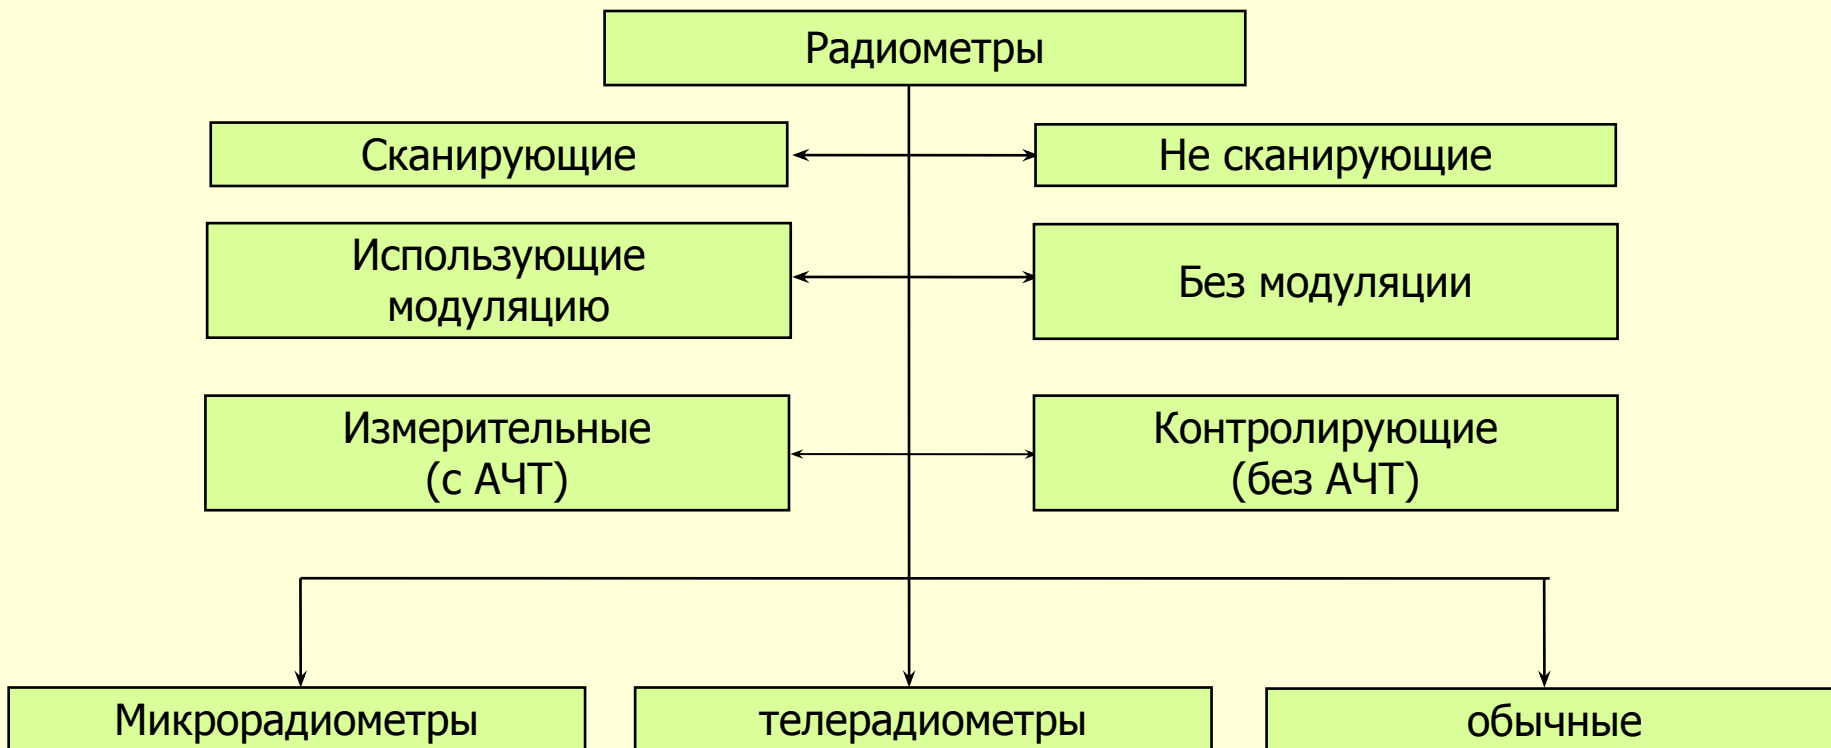 Радиометры
Сканирующие
Не сканирующие
Использующие
модуляцию
Без модуляции
Измерительные
(с АЧТ)
Контролирующие
(без АЧТ)
Микрорадиометры
телерадиометры
обычные